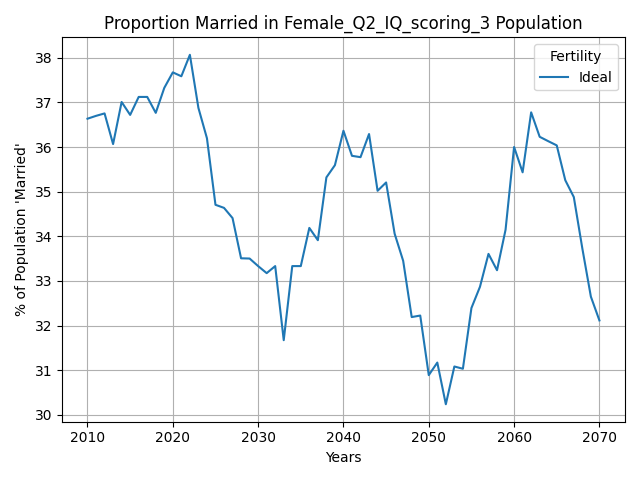 Proportion Married in Female_Q2_IQ_scoring_3 Population
Fertility
Ideal
% of Population 'Married'
38
37
36
35
34
33
32
31
30
2010 2020 2030 2040 2050 2060 2070
Years